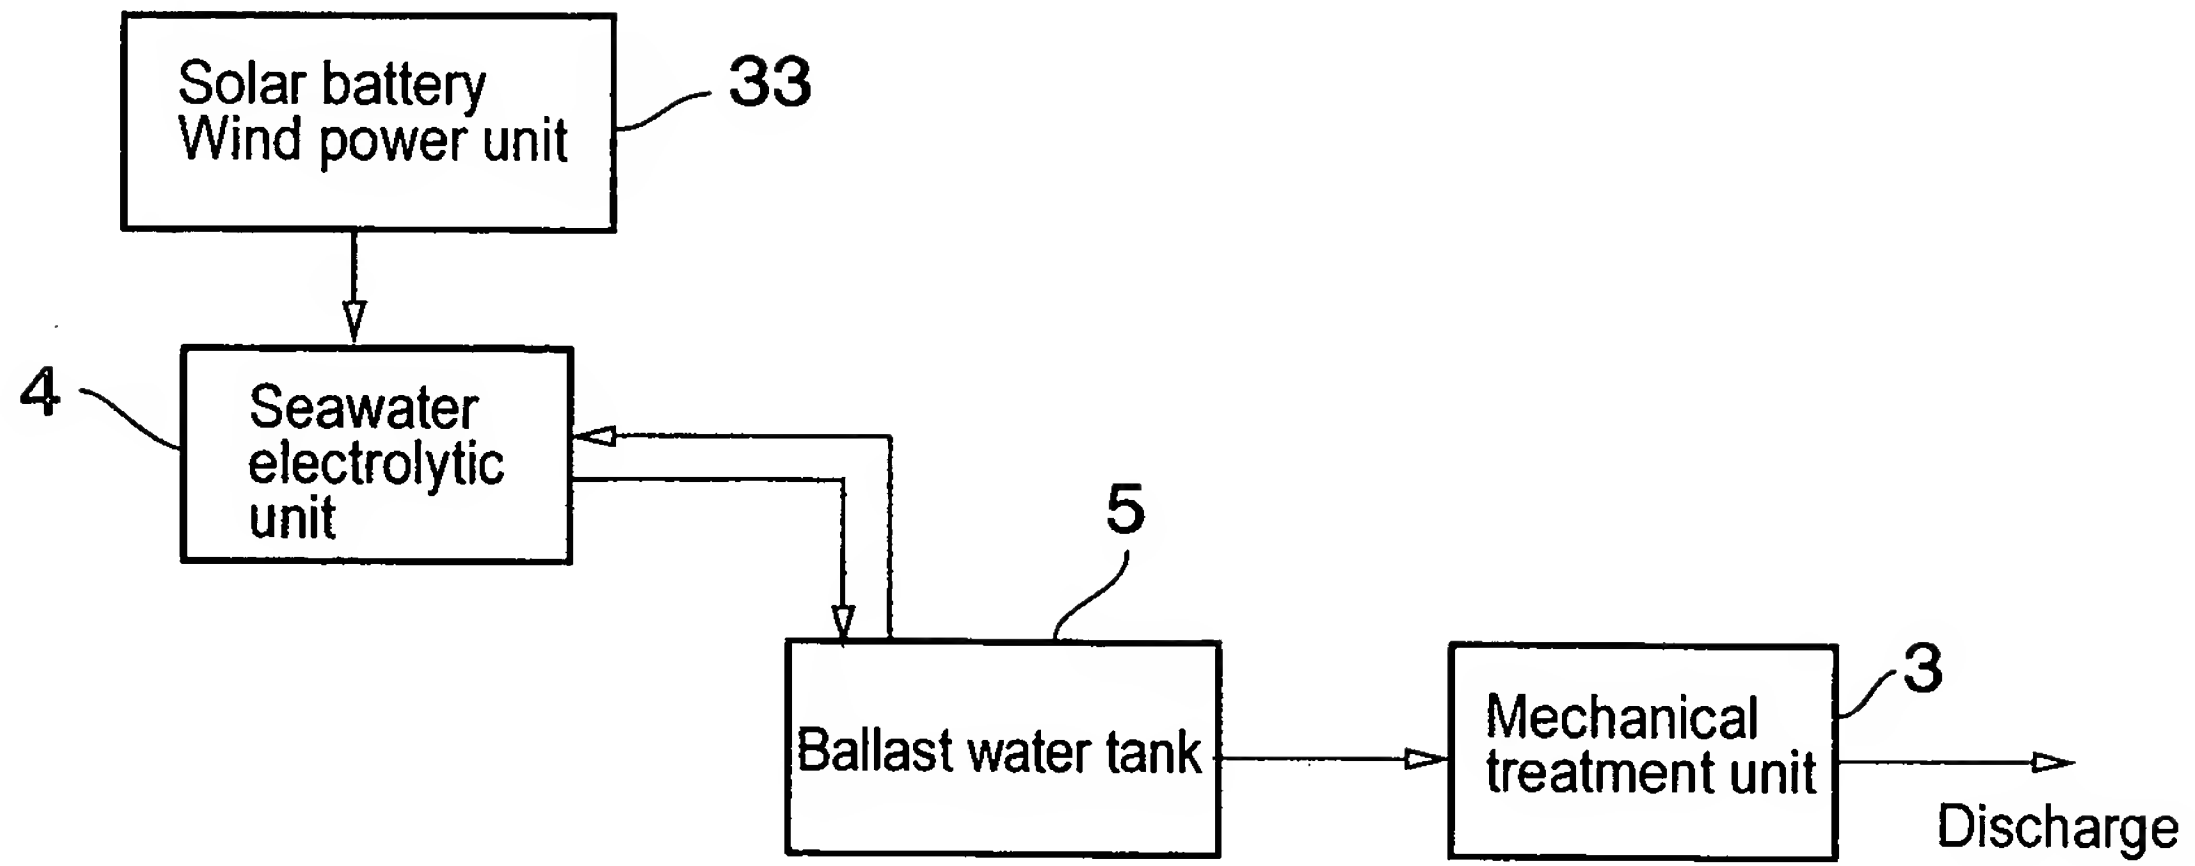 Solar battery
Wind power unit
33
4
Seawater
electrolytic
unit
5
Ballast water tank
3
Mechanical
treatment unit
Discharge